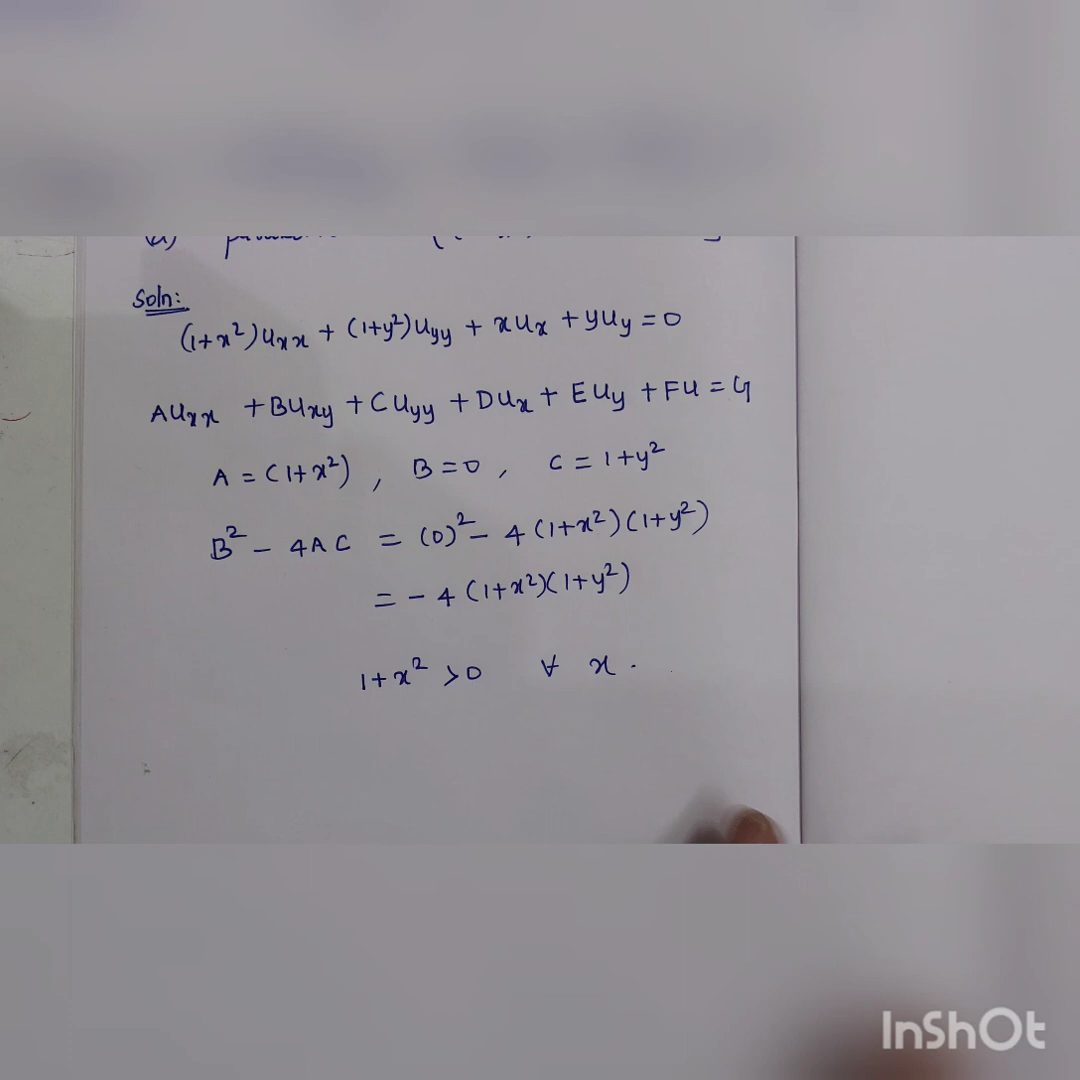 Soln:
(1+x²)Uxx + (1+y²)Uyy + xUx + yUy = 0
AUxx + BUxy + CUyy + DUx + EUy + FU = G
A = (1+x²), B=0, C = 1+y²
B² - 4AC = (0)² - 4(1+x²)(1+y²)
= -4(1+x²)(1+y²)
1+x² >0 ∀ x.
InShOt